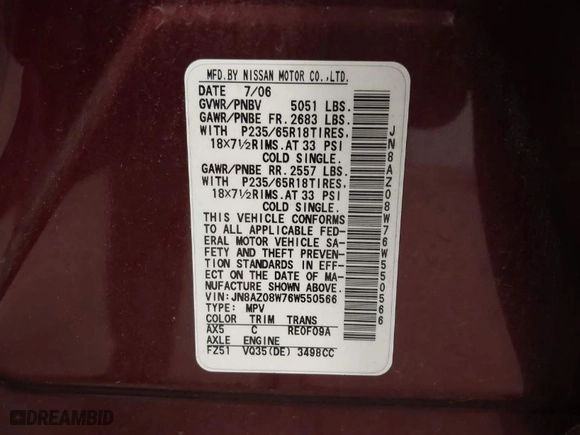 MFD.BY NISSAN MOTOR CO.,LTD.
DATE 7/06
GVWR/PNBV 5051 LBS.
GAWR/PNBE FR. 2683 LBS.
WITH P235/65R18TIRES,
18×7½RIMS.AT 33 PSI
COLD SINGLE.
GAWR/PNBE RR. 2557 LBS.
WITH P235/65R18TIRES,
18×7½RIMS.AT 33 PSI
COLD SINGLE.
THIS VEHICLE CONFORMS
TO ALL APPLICABLE FED-
ERAL MOTOR VEHICLE SA-
FETY AND THEFT PREVEN-
TION STANDARDS IN EFF-
ECT ON THE DATE OF MA-
NUFACTURE SHOWN ABOVE.
VIN: JN8AZ08W76W550566
TYPE: MPV
COLOR TRIM TRANS
AX5 C RE0F09A
AXLE ENGINE
FZ51 VQ35(DE) 3498CC
JN8AZ08W76W550566
DREAMBID